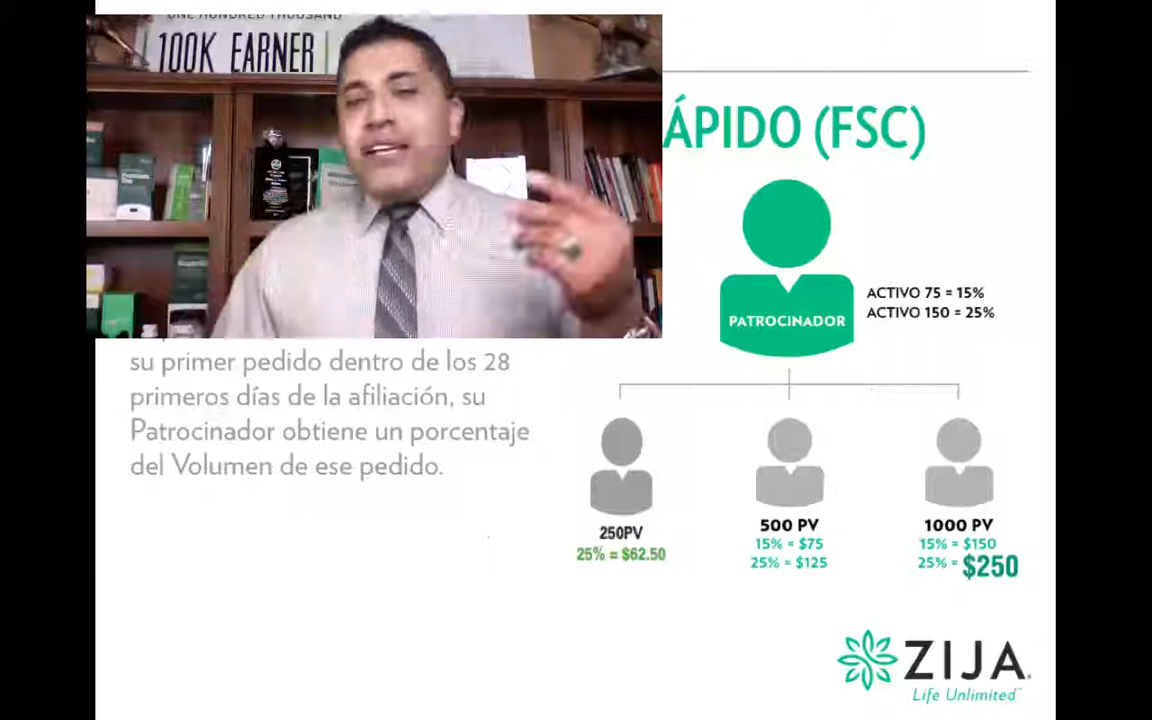 ONE HUNDRED THOUSAND
100K EARNER
ÁPIDO (FSC)
PATROCINADOR
ACTIVO 75 = 15%
ACTIVO 150 = 25%
su primer pedido dentro de los 28
primeros días de la afiliación, su
Patrocinador obtiene un porcentaje
del Volumen de ese pedido.
250PV
25% = $62.50
500 PV
15% = $75
25% = $125
1000 PV
15% = $150
25% = $250
ZIJA
Life Unlimited™